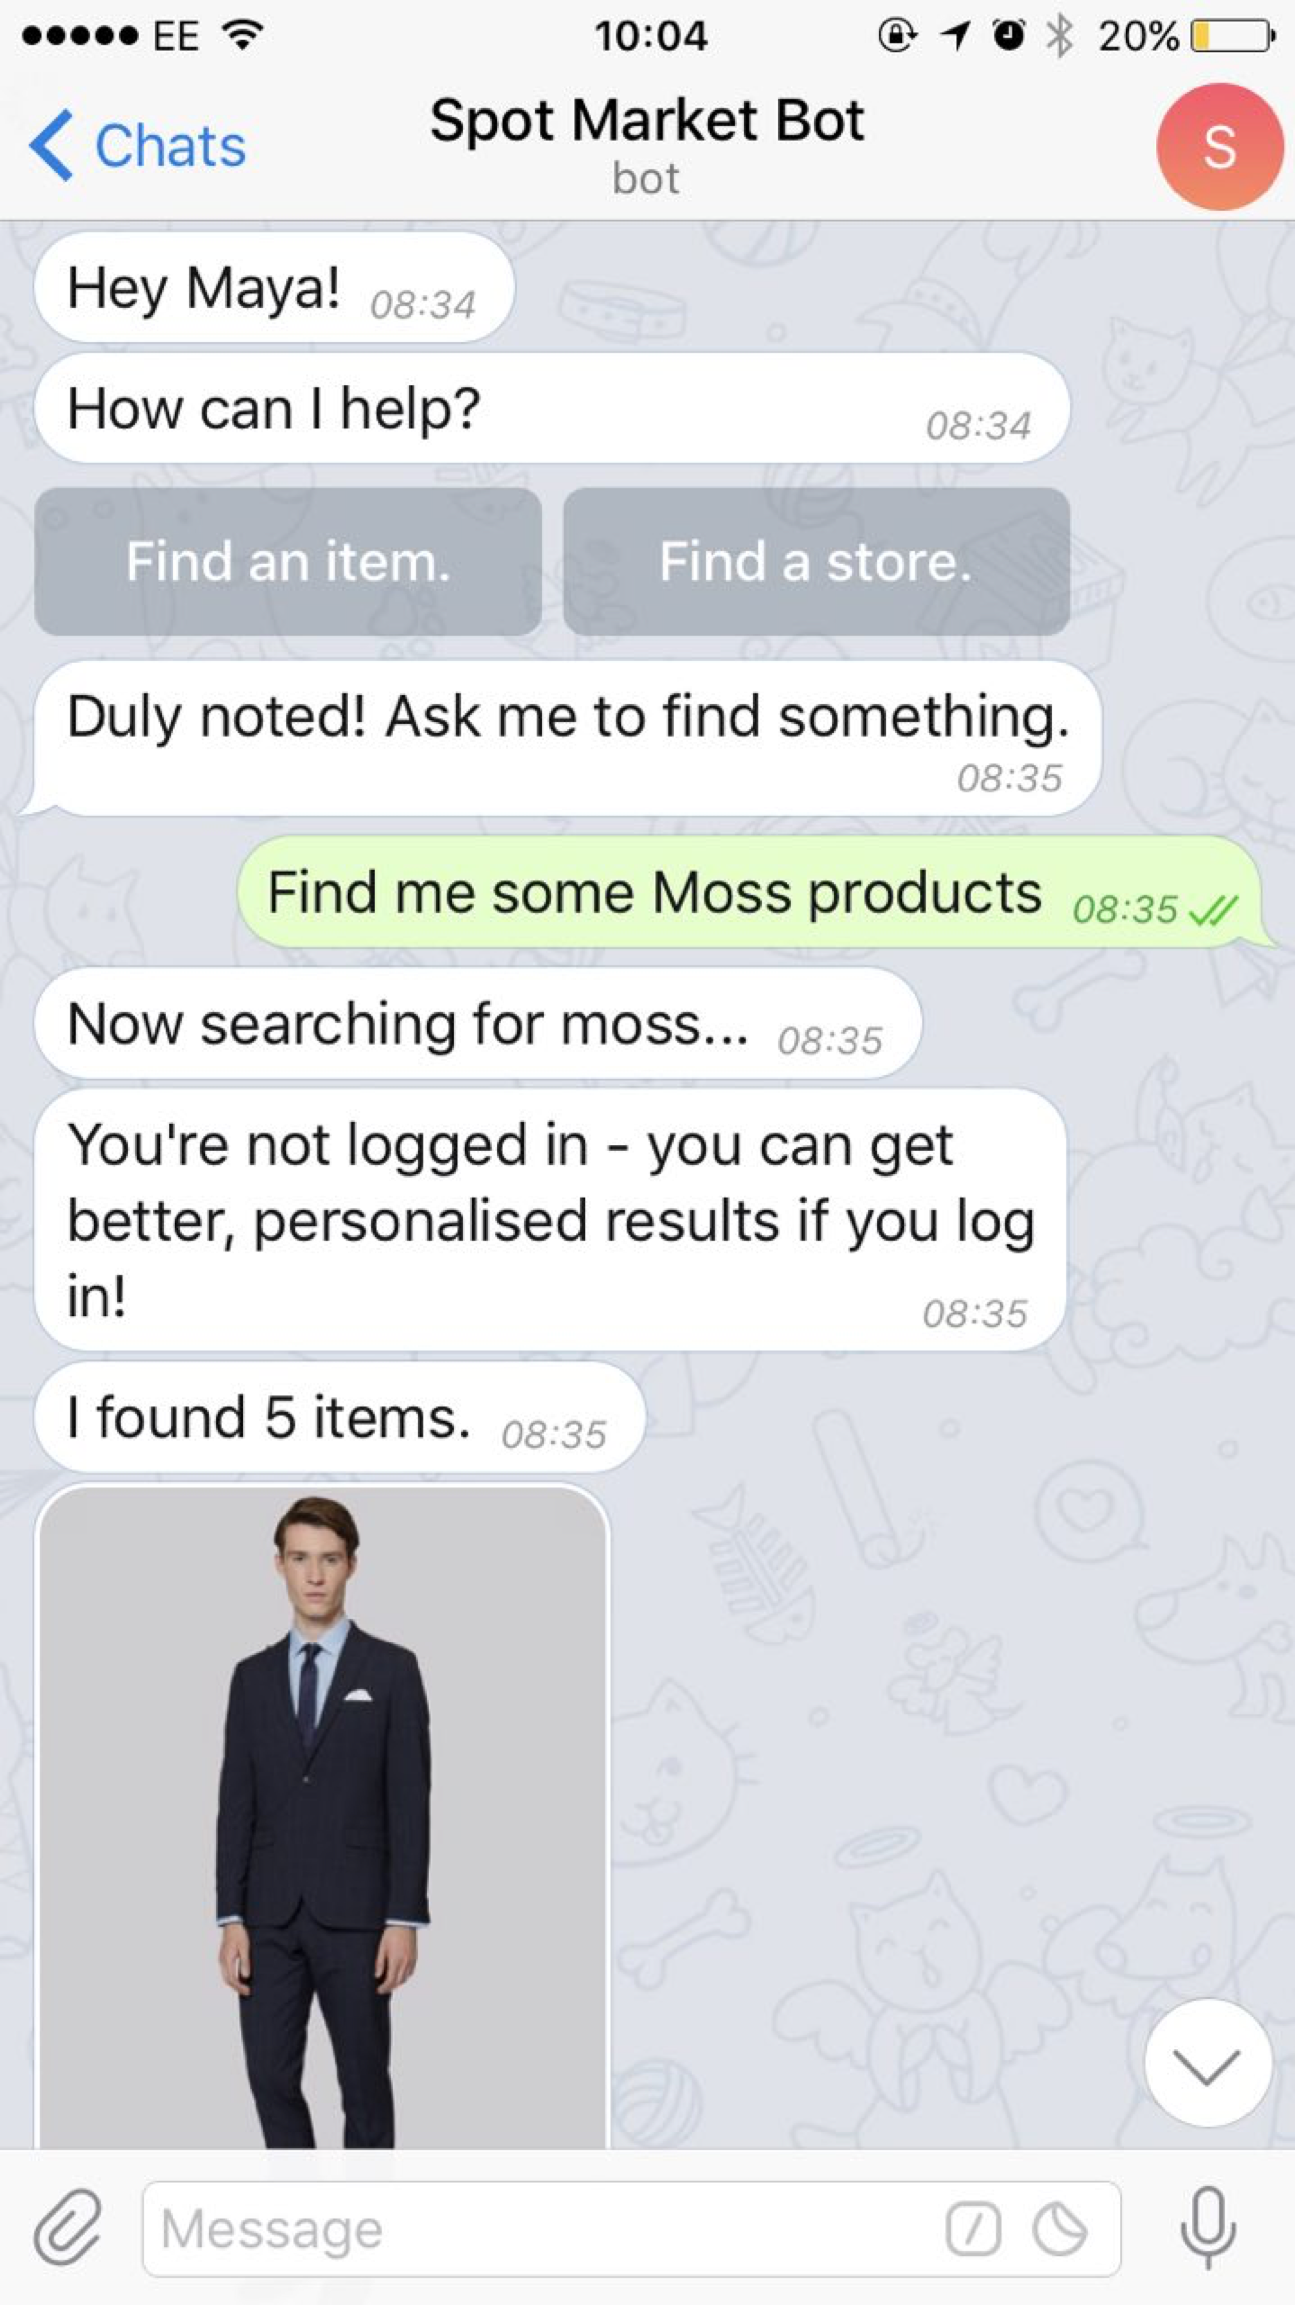 EE 10:04 20%
Chats
Spot Market Bot
bot
S
Hey Maya! 08:34
How can I help?
08:34
Find an item. Find a store.
Duly noted! Ask me to find something.
08:35
Find me some Moss products 08:35
Now searching for moss... 08:35
You're not logged in - you can get
better, personalised results if you log
in!
08:35
I found 5 items. 08:35
Message